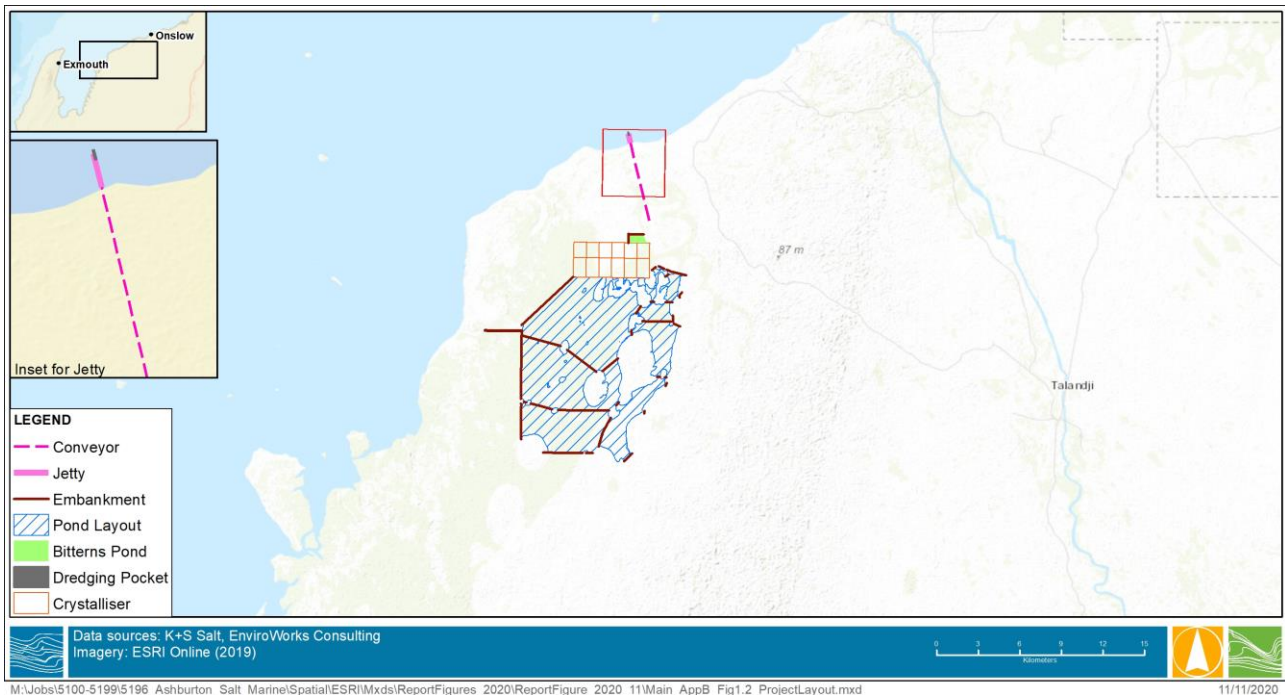 Onslow
Exmouth
Inset for Jetty
87 m
Talandji
LEGEND
Conveyor
Jetty
Embankment
Pond Layout
Bitterns Pond
Dredging Pocket
Crystalliser
Data sources: K+S Salt, EnviroWorks Consulting
Imagery: ESRI Online (2019)
0 3 6 9 12 15
Kilometers
M:\Jobs\5100-5199\5196_Ashburton_Salt_Marine\Spatial\ESRI\Mxds\ReportFigures_2020\ReportFigure_2020_11\Main_AppB_Fig1.2_ProjectLayout.mxd
11/11/2020